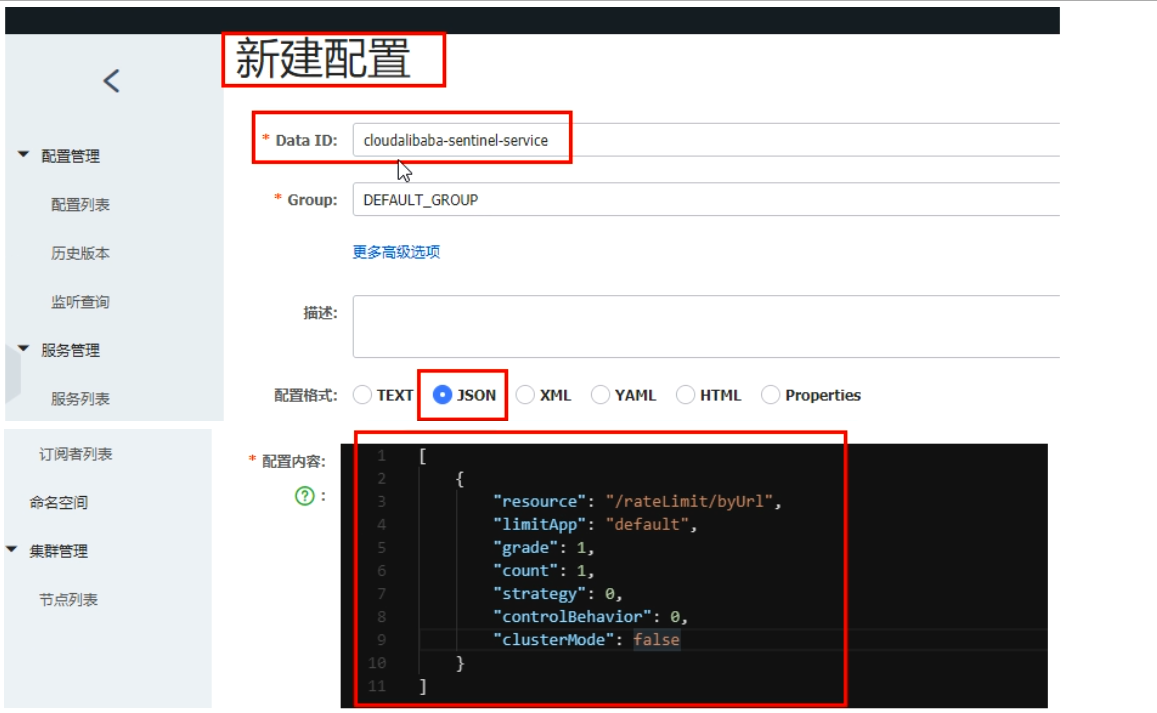 新建配置
配置管理
配置列表
历史版本
监听查询
服务管理
服务列表
订阅者列表
命名空间
集群管理
节点列表
* Data ID: cloudalibaba-sentinel-service
* Group: DEFAULT_GROUP
更多高级选项
描述:
配置格式: TEXT JSON XML YAML HTML Properties
* 配置内容:
? :
1 [
2 {
3 "resource": "/rateLimit/byUrl",
4 "limitApp": "default",
5 "grade": 1,
6 "count": 1,
7 "strategy": 0,
8 "controlBehavior": 0,
9 "clusterMode": false
10 }
11 ]